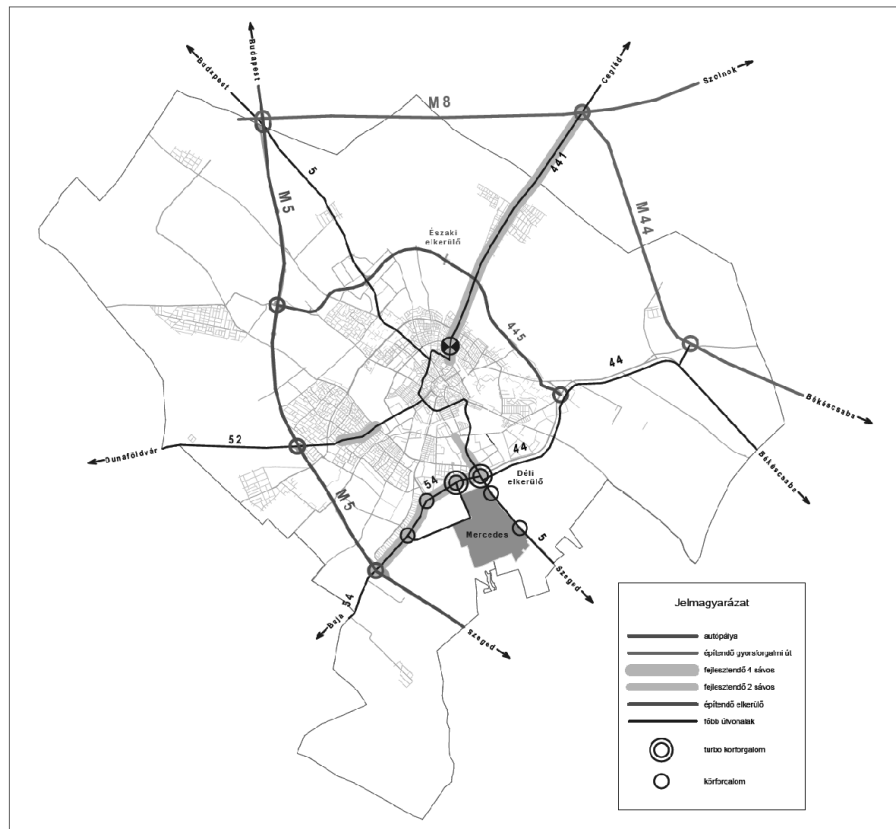 Budapest
Budapest
Cegléd
Szolnok
M8
5
441
M5
M44
Északi
elkerülő
445
44
Békéscsaba
Békéscsaba
52
Dunaföldvár
44
Déli
elkerülő
54
M5
Mercedes
5
Szeged
54
Baja
Szeged
Jelmagyarázat
autópálya
építendő gyorsforgalmi út
fejlesztendő 4 sávos
fejlesztendő 2 sávos
építendő elkerülő
főbb útvonalak
turbo körforgalom
körforgalom